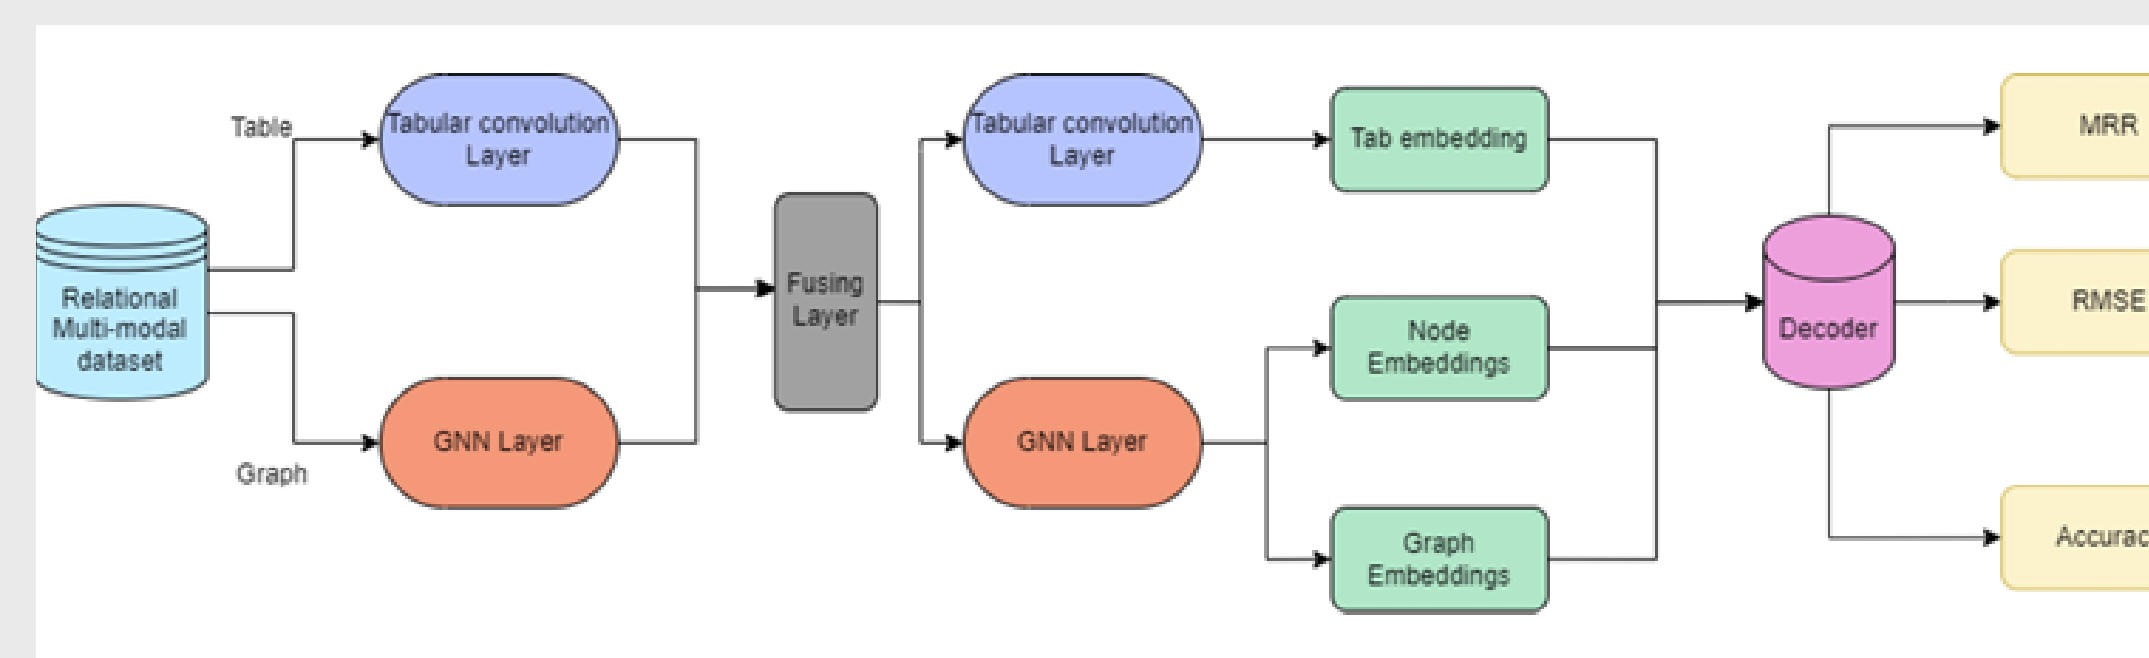 Table
Tabular convolution
Layer
Relational
Multi-modal
dataset
Graph
GNN Layer
Fusing
Layer
Tabular convolution
Layer
GNN Layer
Tab embedding
Node
Embeddings
Graph
Embeddings
Decoder
MRR
RMSE
Accurac